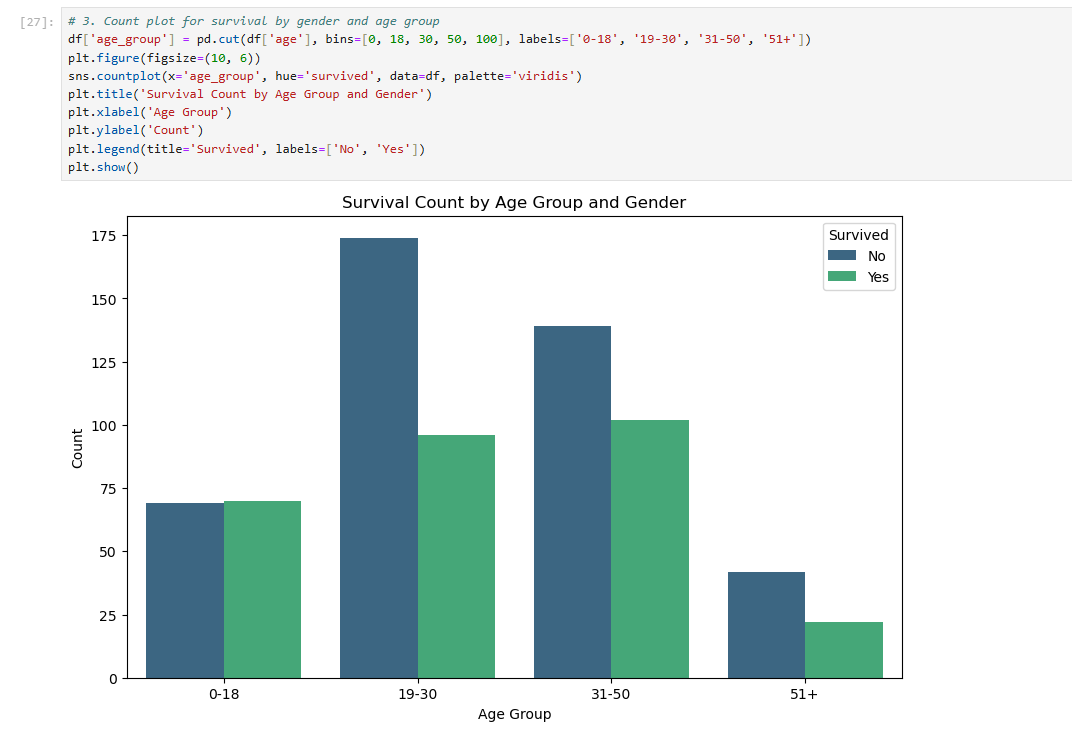 [27]:
# 3. Count plot for survival by gender and age group
df['age_group'] = pd.cut(df['age'], bins=[0, 18, 30, 50, 100], labels=['0-18', '19-30', '31-50', '51+'])
plt.figure(figsize=(10, 6))
sns.countplot(x='age_group', hue='survived', data=df, palette='viridis')
plt.title('Survival Count by Age Group and Gender')
plt.xlabel('Age Group')
plt.ylabel('Count')
plt.legend(title='Survived', labels=['No', 'Yes'])
plt.show()
Survival Count by Age Group and Gender
Survived
No
Yes
175
150
125
100
75
50
25
0
Count
0-18
19-30
31-50
51+
Age Group